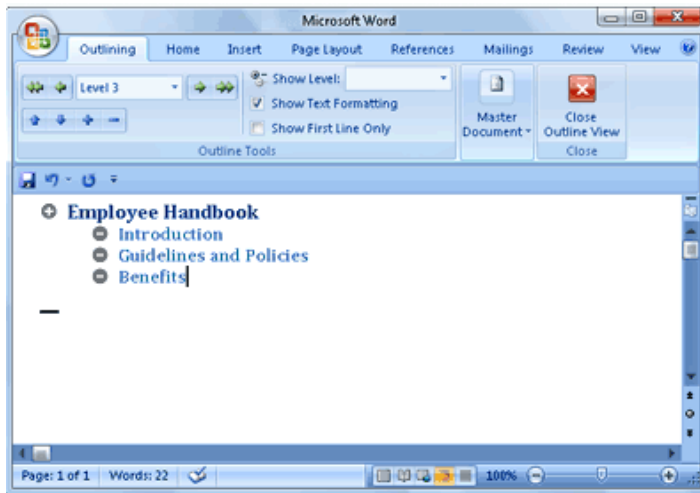 Microsoft Word
Outlining Home Insert Page Layout References Mailings Review View
Level 3
Show Level:
Show Text Formatting
Show First Line Only
Master Document
Close Outline View
Outline Tools
Close
Employee Handbook
Introduction
Guidelines and Policies
Benefits
Page: 1 of 1 Words: 22 100%